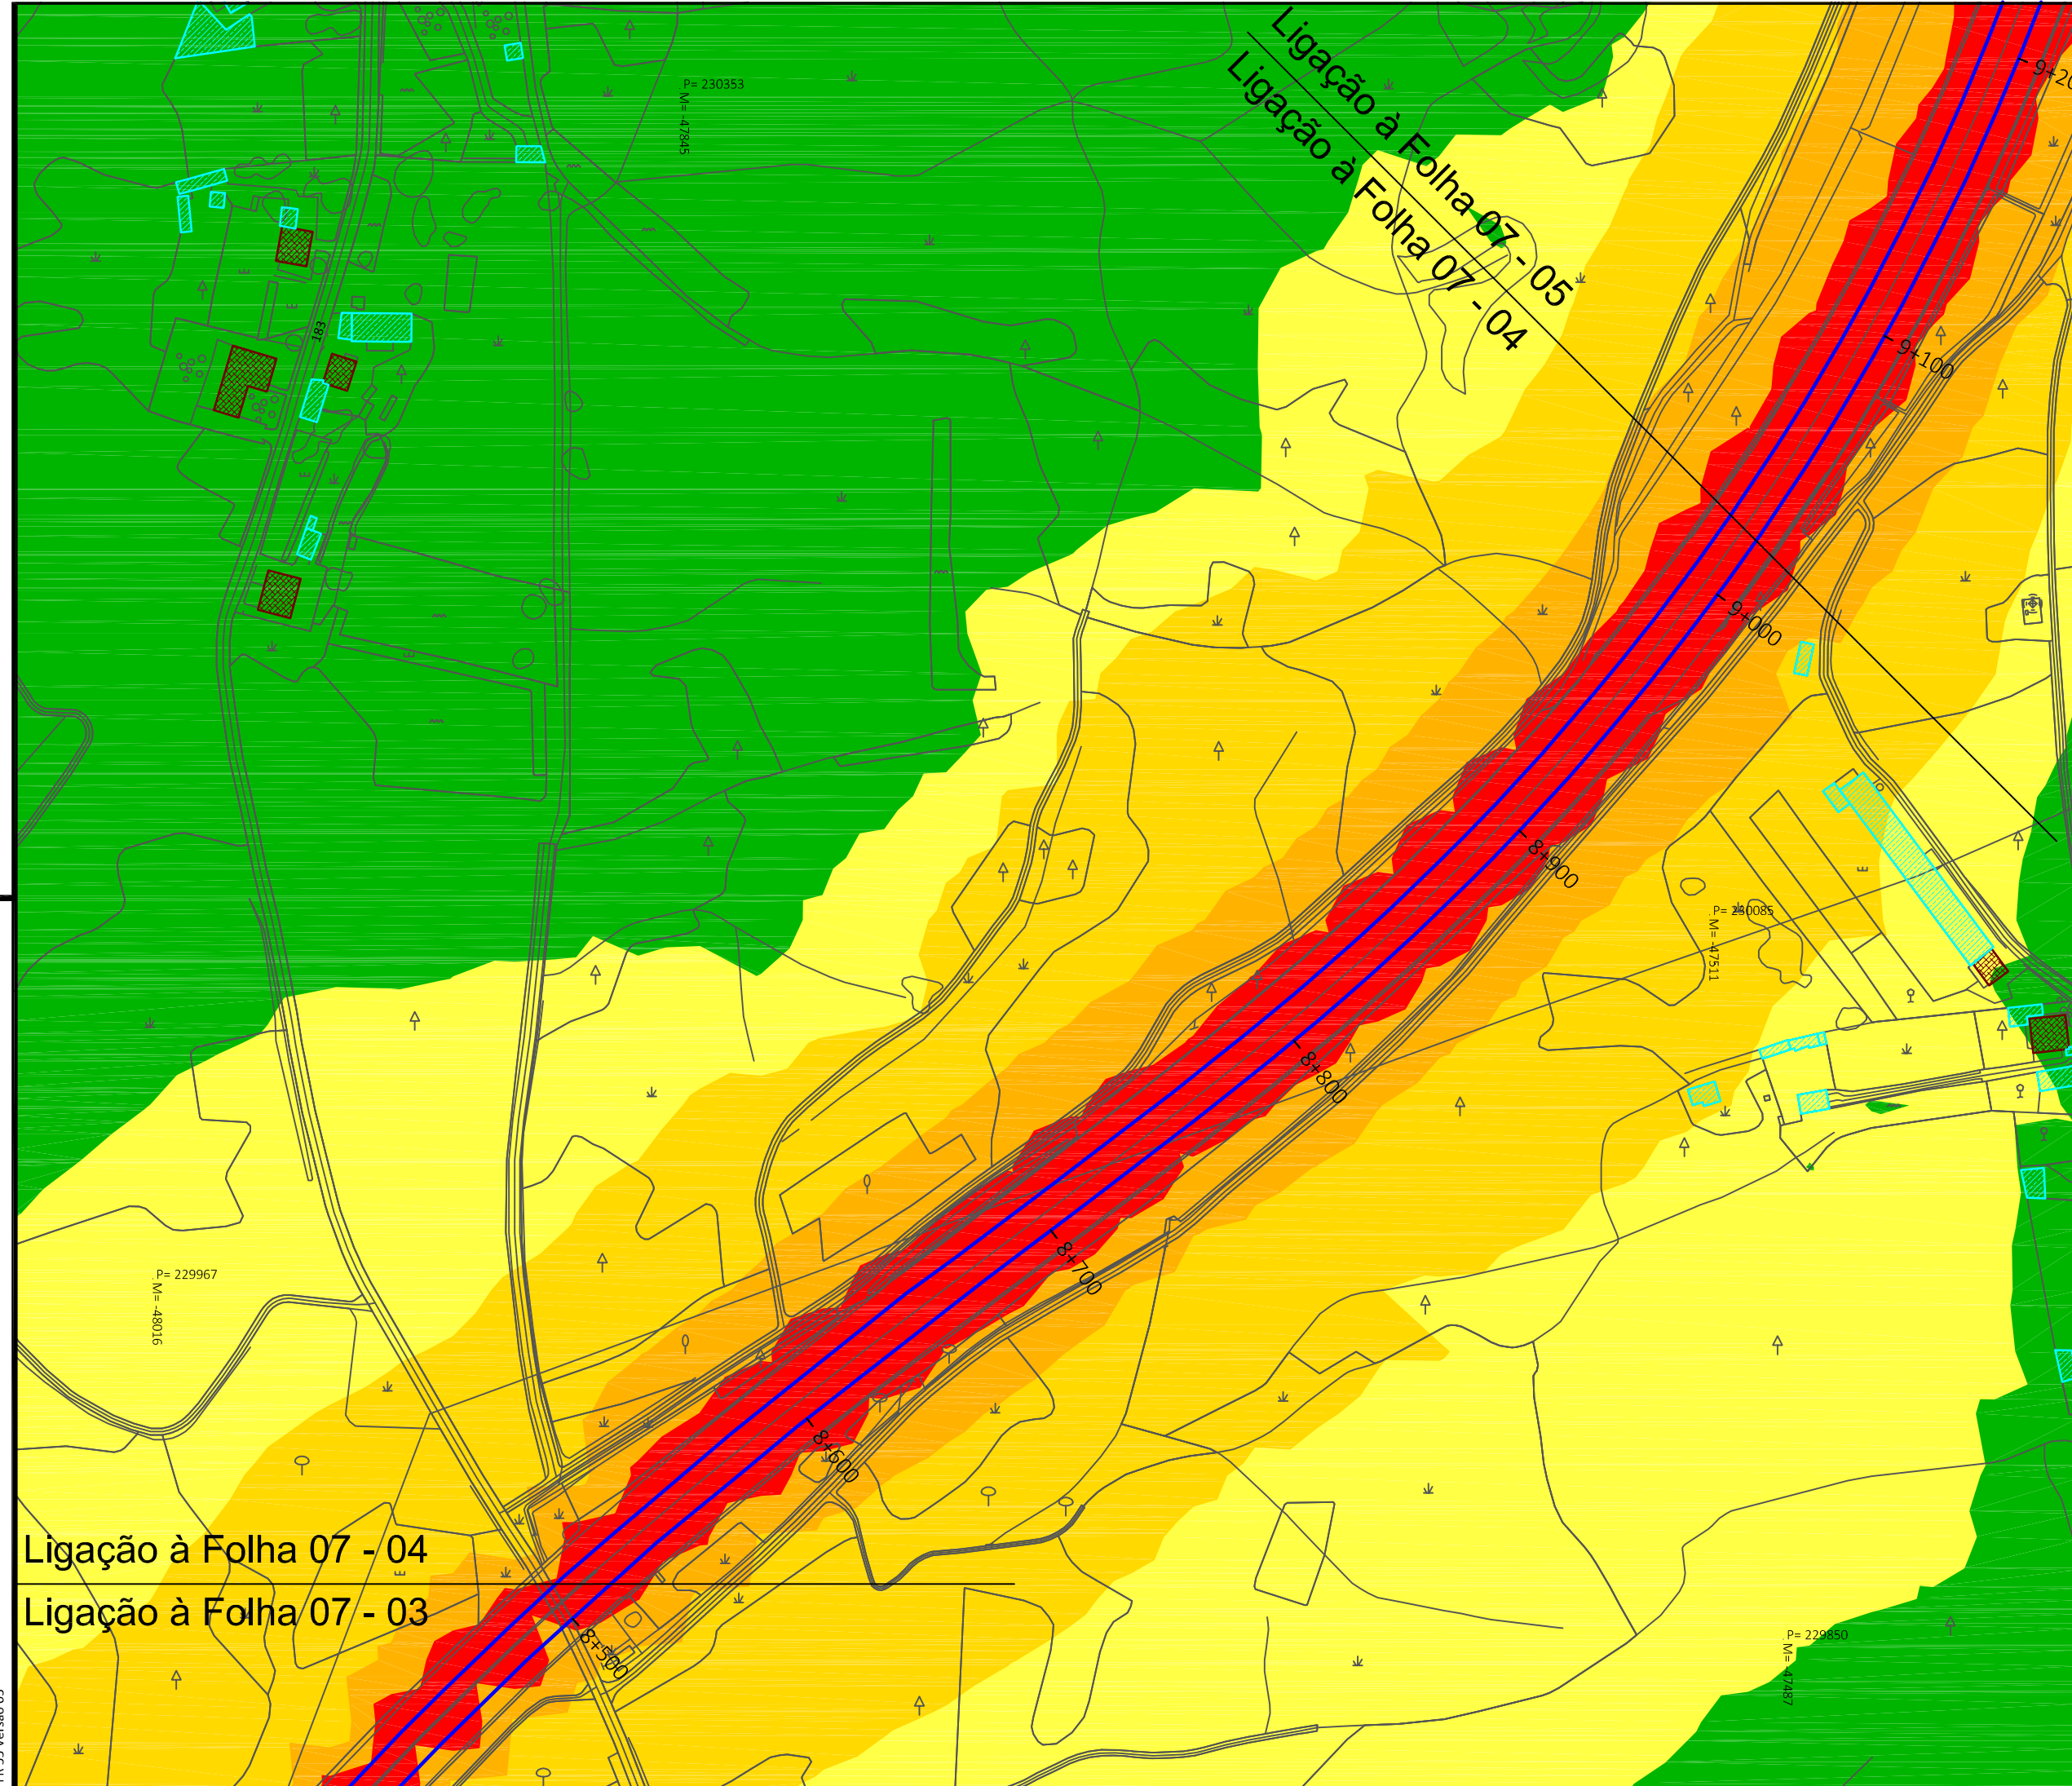 P= 230353
M= -47845
Ligação à Folha 07 - 05
Ligação à Folha 07 - 04
183
9+100
9+000
8+900
P= 230085
M= -47511
8+800
8+700
P= 229967
M= -48016
8+600
Ligação à Folha 07 - 04
Ligação à Folha 07 - 03
8+500
P= 229850
M= -47487